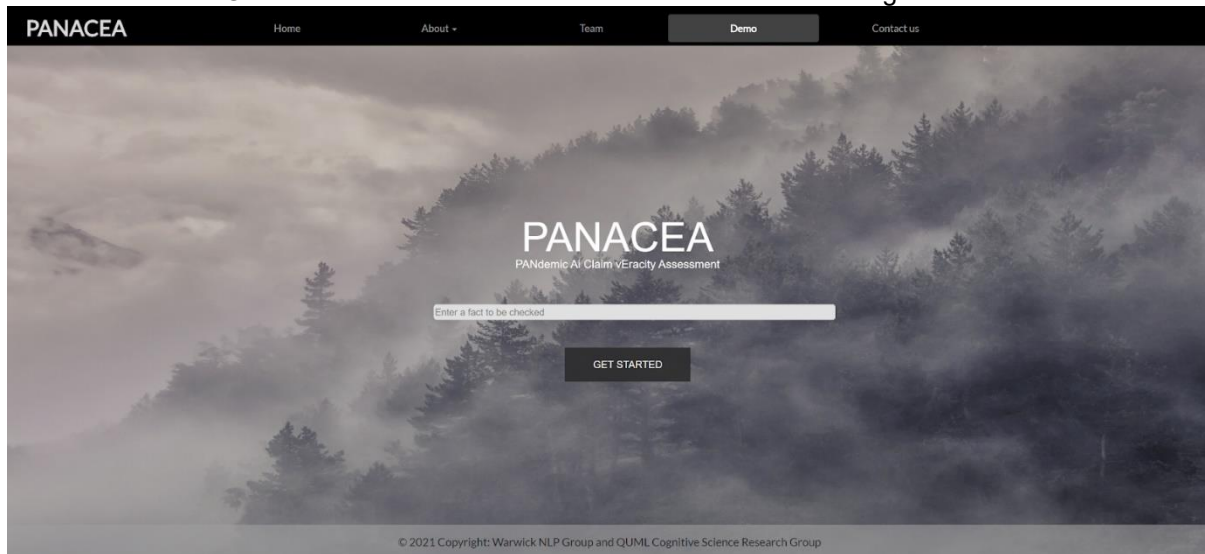 PANACEA Home About Team Demo Contact us
PANACEA
PANdemic Ai Claim vEracity Assessment
Enter a fact to be checked
GET STARTED
© 2021 Copyright: Warwick NLP Group and QUML Cognitive Science Research Group